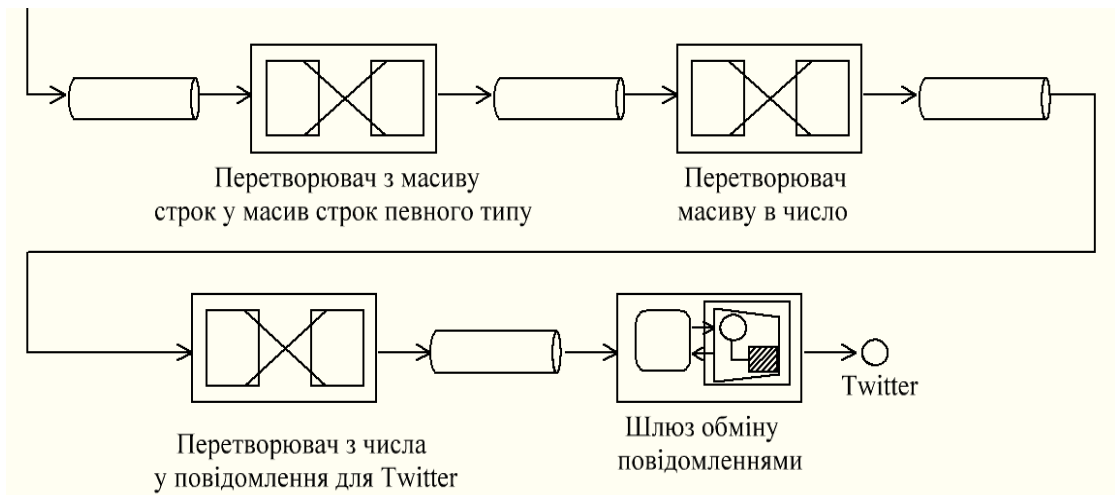 Перетворювач з масиву
строк у масив строк певного типу
Перетворювач
масиву в число
Twitter
Шлюз обміну
повідомленнями
Перетворювач з числа
у повідомлення для Twitter